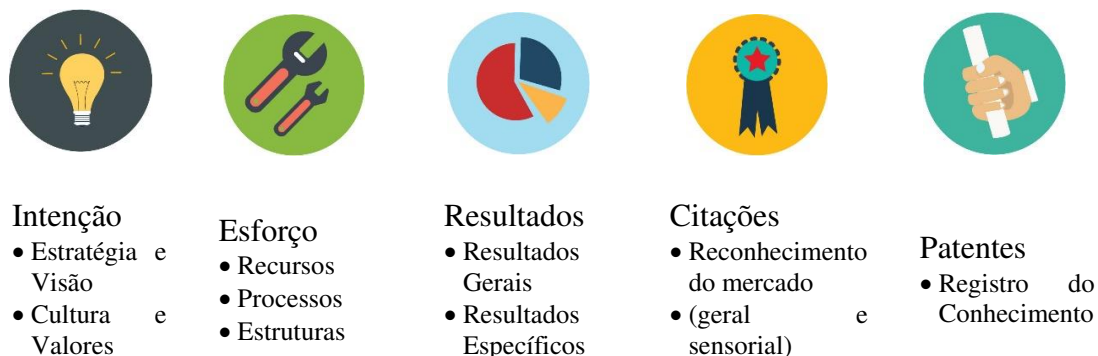 Intenção
• Estratégia e
Visão
• Cultura e
Valores
Esforço
• Recursos
• Processos
• Estruturas
Resultados
• Resultados
Gerais
• Resultados
Específicos
Citações
• Reconhecimento
do mercado
• (geral e
sensorial)
Patentes
• Registro do
Conhecimento